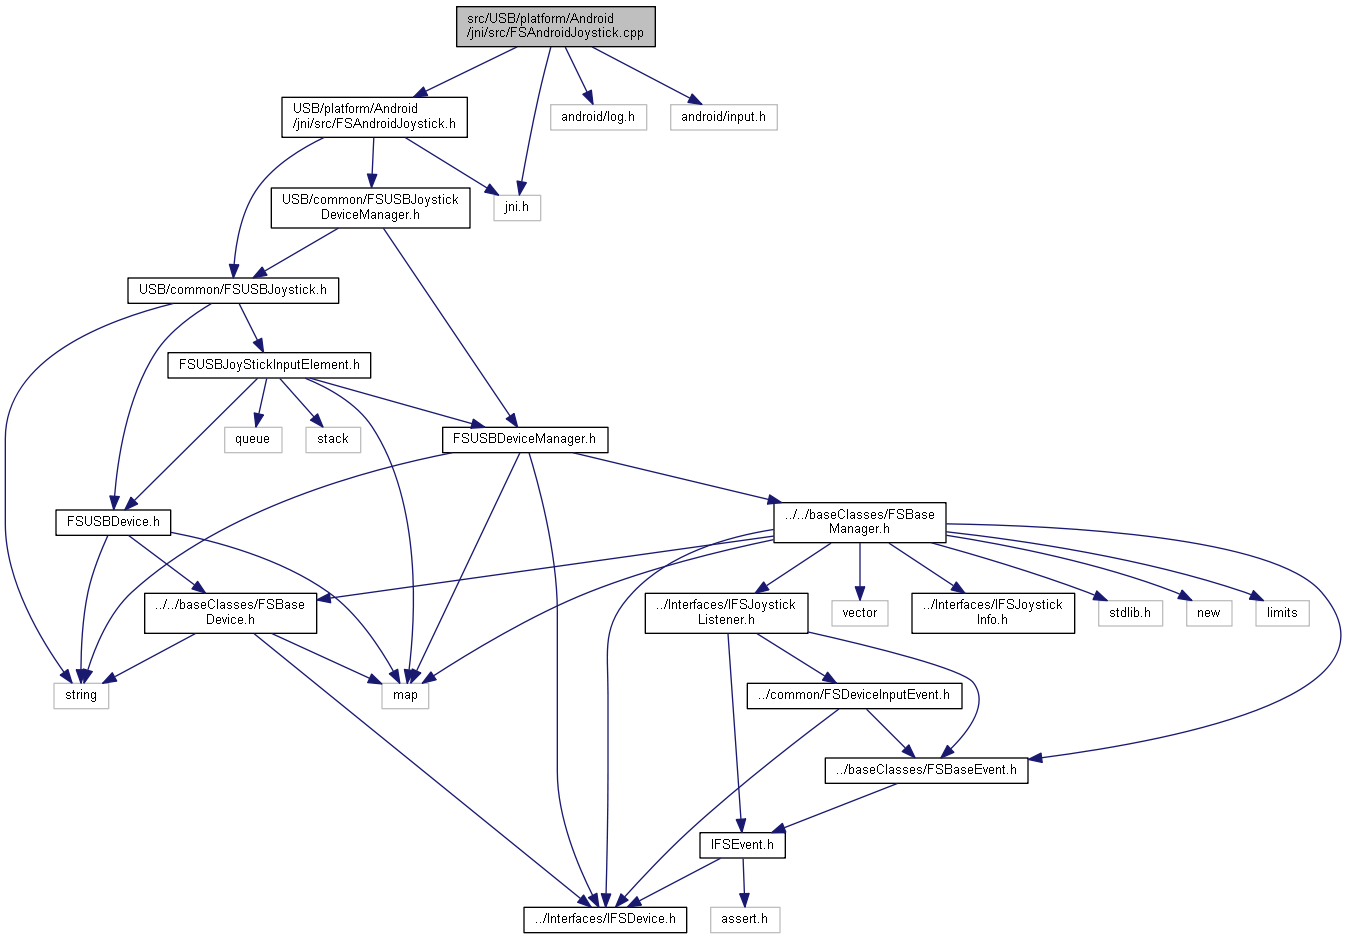 src/USB/platform/Android
/jni/src/FSAndroidJoystick.cpp
USB/platform/Android
/jni/src/FSAndroidJoystick.h
android/log.h
android/input.h
USB/common/FSUSBJoystick
DeviceManager.h
jni.h
USB/common/FSUSBJoystick.h
FSUSBJoyStickInputElement.h
queue
stack
FSUSBDeviceManager.h
FSUSBDevice.h
../../baseClasses/FSBase
Manager.h
../../baseClasses/FSBase
Device.h
../Interfaces/IFSJoystick
Listener.h
vector
../Interfaces/IFSJoystick
Info.h
stdlib.h
new
limits
string
map
../common/FSDeviceInputEvent.h
../baseClasses/FSBaseEvent.h
IFSEvent.h
../Interfaces/IFSDevice.h
assert.h